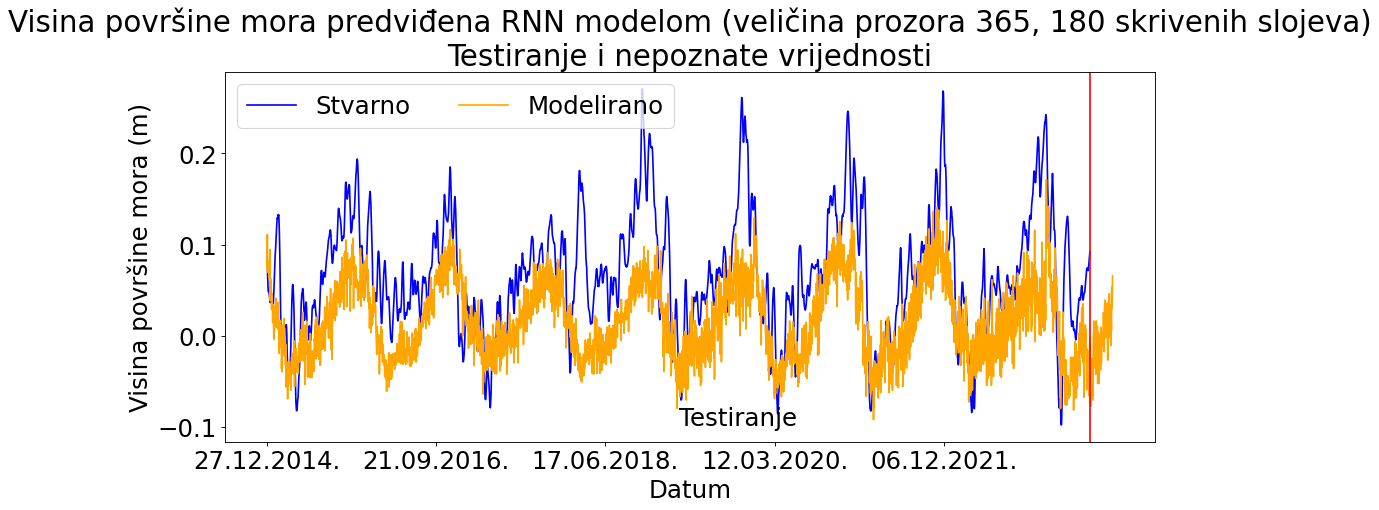 Visina površine mora predviđena RNN modelom (veličina prozora 365, 180 skrivenih slojeva)
Testiranje i nepoznate vrijednosti
Stvarno Modelirano
Visina površine mora (m)
0.2
0.1
0.0
−0.1
Testiranje
27.12.2014. 21.09.2016. 17.06.2018. 12.03.2020. 06.12.2021.
Datum